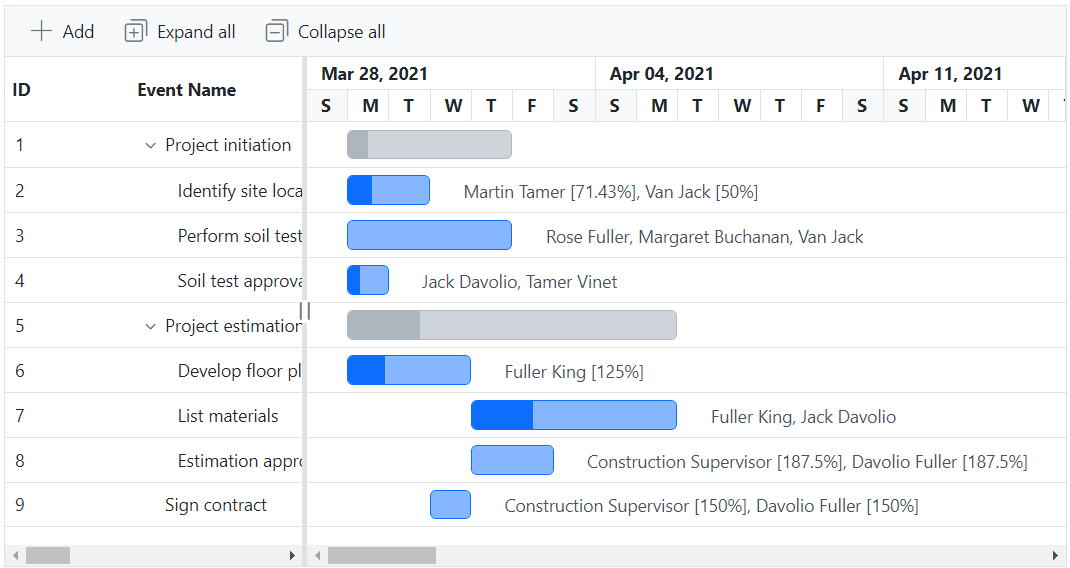 Add Expand all Collapse all
ID Event Name Mar 28, 2021 Apr 04, 2021 Apr 11, 2021
S M T W T F S S M T W T F S S M T W
1 Project initiation
2 Identify site loca Martin Tamer [71.43%], Van Jack [50%]
3 Perform soil test Rose Fuller, Margaret Buchanan, Van Jack
4 Soil test approva Jack Davolio, Tamer Vinet
5 Project estimation
6 Develop floor pl Fuller King [125%]
7 List materials Fuller King, Jack Davolio
8 Estimation appro Construction Supervisor [187.5%], Davolio Fuller [187.5%]
9 Sign contract Construction Supervisor [150%], Davolio Fuller [150%]